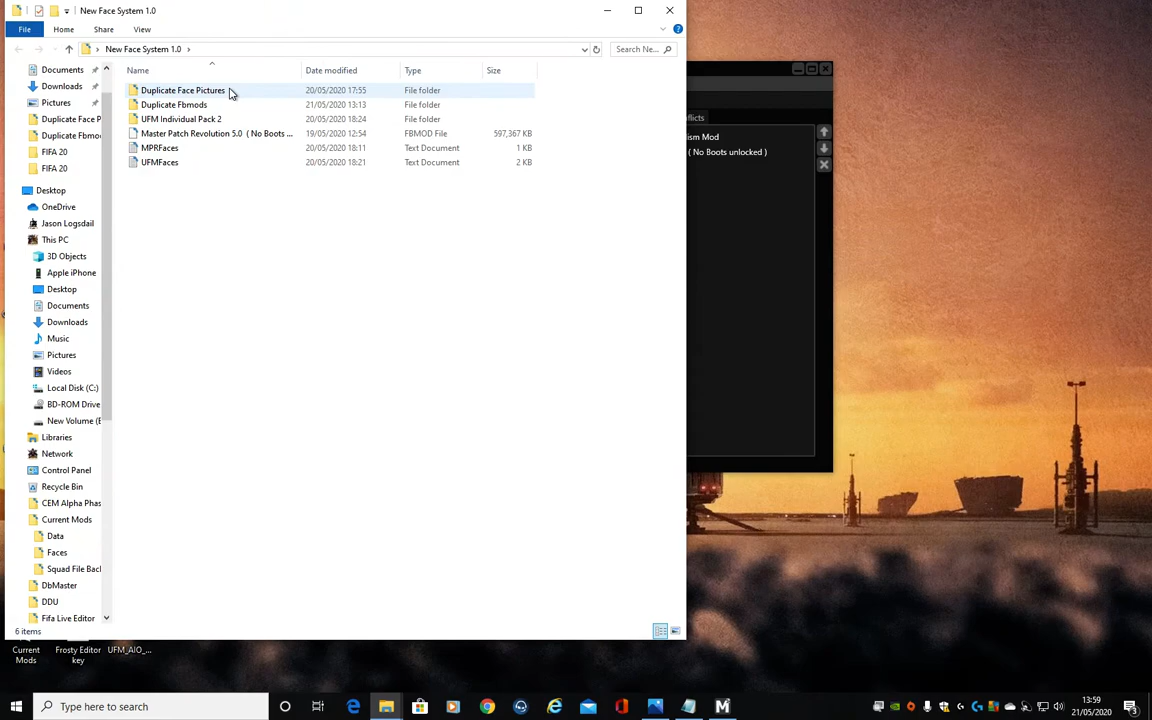 New Face System 1.0
File
Home
Share
View
New Face System 1.0
Search Ne...
Name
Date modified
Type
Size
Duplicate Face Pictures
20/05/2020 17:55
File folder
Duplicate Fbmods
21/05/2020 13:13
File folder
UFM Individual Pack 2
20/05/2020 18:24
File folder
Master Patch Revolution 5.0 ( No Boots ...
19/05/2020 12:54
FBMOD File
597,367 KB
MPRFaces
20/05/2020 18:11
Text Document
1 KB
UFMFaces
20/05/2020 18:21
Text Document
2 KB
Documents
Downloads
Pictures
Duplicate Face P
Duplicate Fbmo
FIFA 20
FIFA 20
Desktop
OneDrive
Jason Logsdail
This PC
3D Objects
Apple iPhone
Desktop
Documents
Downloads
Music
Pictures
Videos
Local Disk (C:)
BD-ROM Drive
New Volume (E
Libraries
Network
Control Panel
Recycle Bin
CEM Alpha Phas
Current Mods
Data
Faces
Squad File Bac
DbMaster
DDU
Fifa Live Editor
6 items
flicts
ism Mod
( No Boots unlocked )
Current
Mods
Frosty Editor
key
UFM_AIO_...
Type here to search
13:59
21/05/2020
3